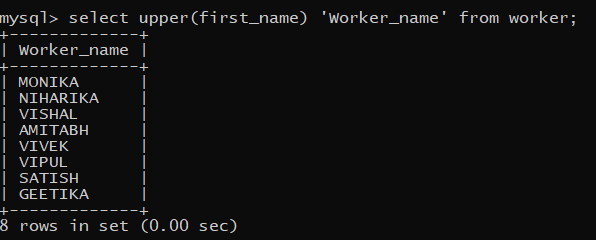 mysql> select upper(first_name) 'Worker_name' from worker;
+-------------+
| Worker_name |
+-------------+
| MONIKA      |
| NIHARIKA    |
| VISHAL      |
| AMITABH     |
| VIVEK       |
| VIPUL       |
| SATISH      |
| GEETIKA     |
+-------------+
8 rows in set (0.00 sec)